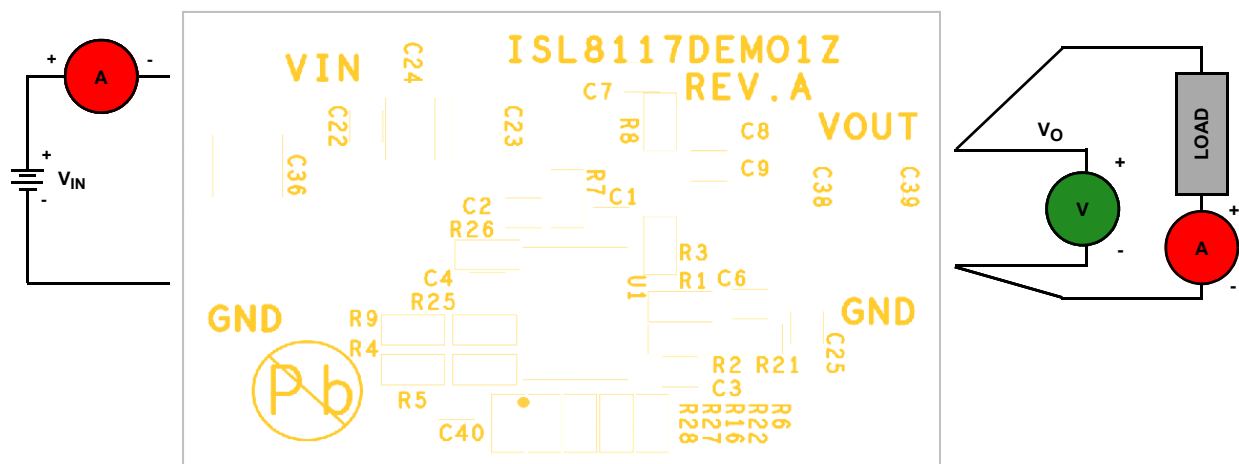 ISL8117DEMO1Z
REV.A
VIN
C24
C7
C22
C23
R8
C8
VOUT
C9
C36
R7
C38
C39
C2
C1
R26
R3
C4
R1
C6
U1
R25
GND
R9
GND
R4
R2
R21
C25
Pb
R5
C3
C40
R28
R27
R16
R22
R6
+
A
-
+
VIN
-
VO
+
V
-
LOAD
+
A
-